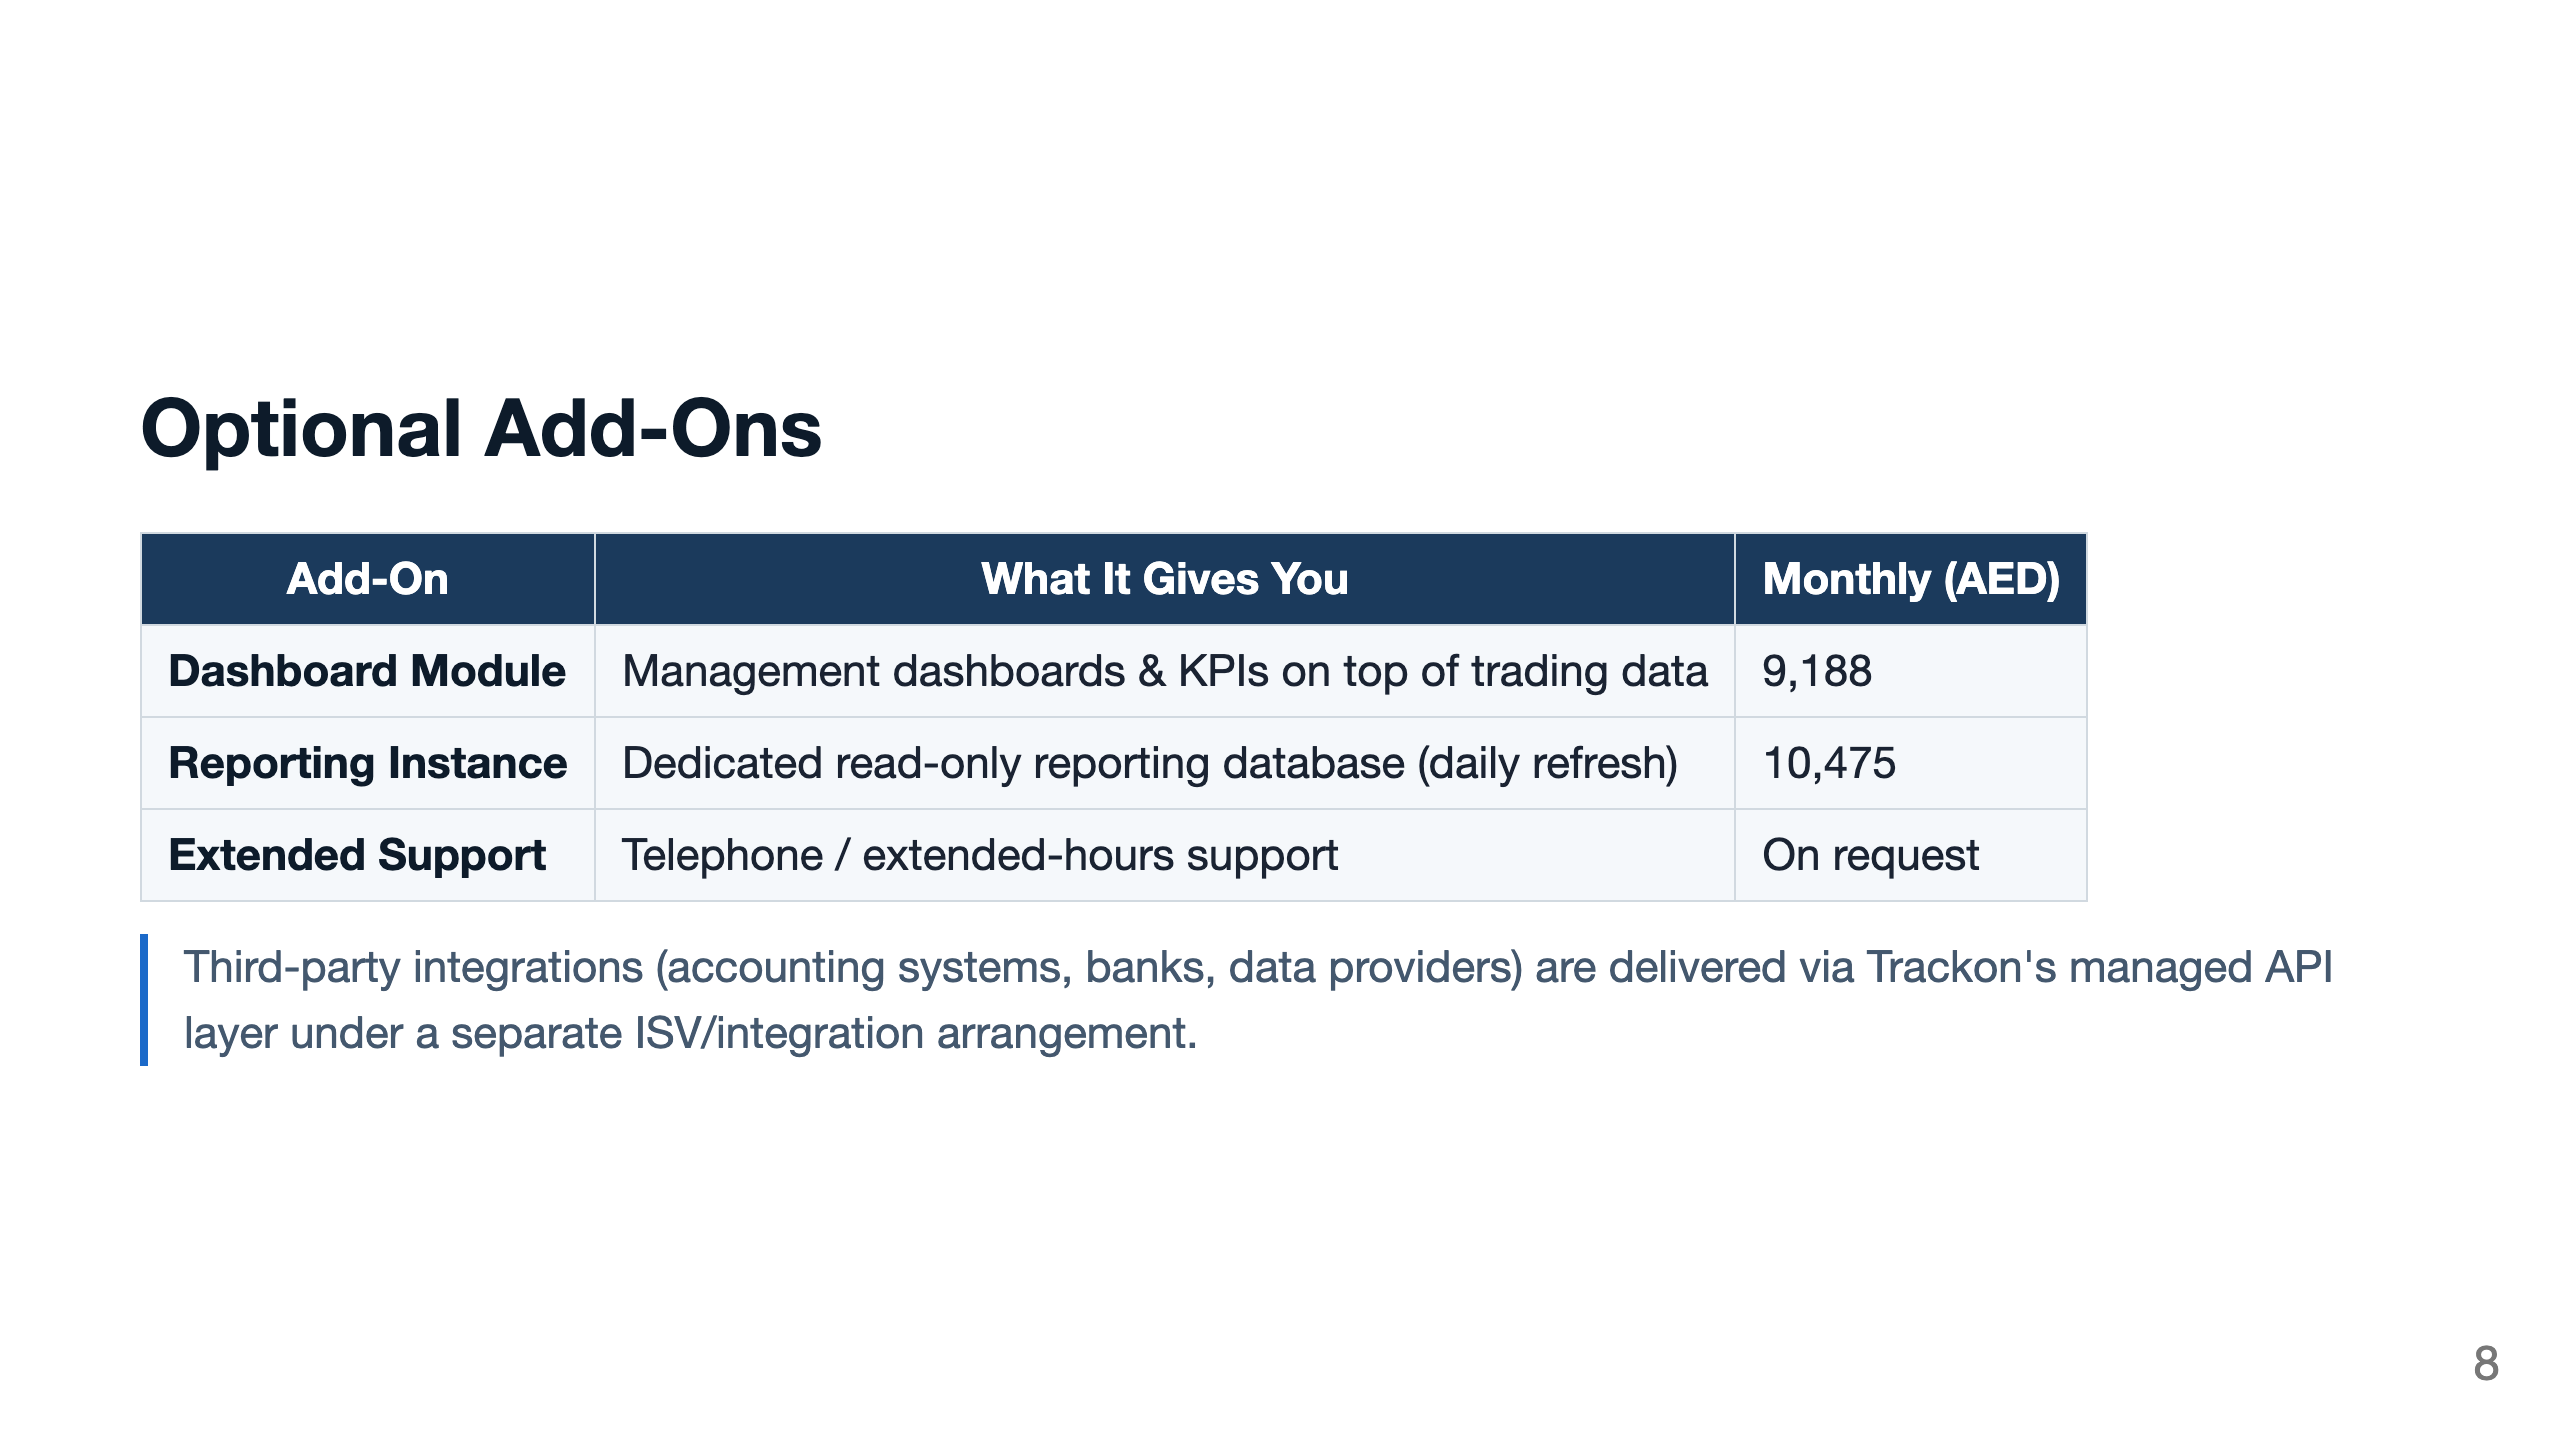 Optional Add-Ons
Add-On What It Gives You Monthly (AED)
Dashboard Module Management dashboards & KPIs on top of trading data 9,188
Reporting Instance Dedicated read-only reporting database (daily refresh) 10,475
Extended Support Telephone / extended-hours support On request
Third-party integrations (accounting systems, banks, data providers) are delivered via Trackon's managed API
layer under a separate ISV/integration arrangement.
8